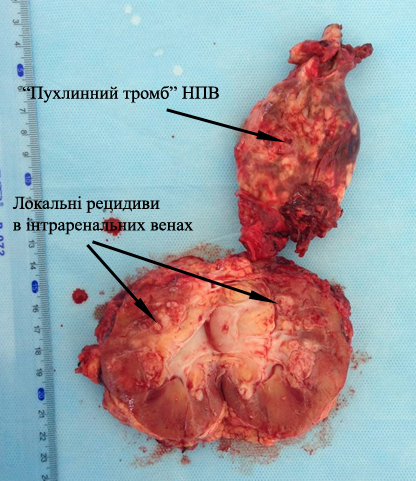 “Пухлинний тромб” НПВ
Локальні рецидиви
в інтраренальних венах